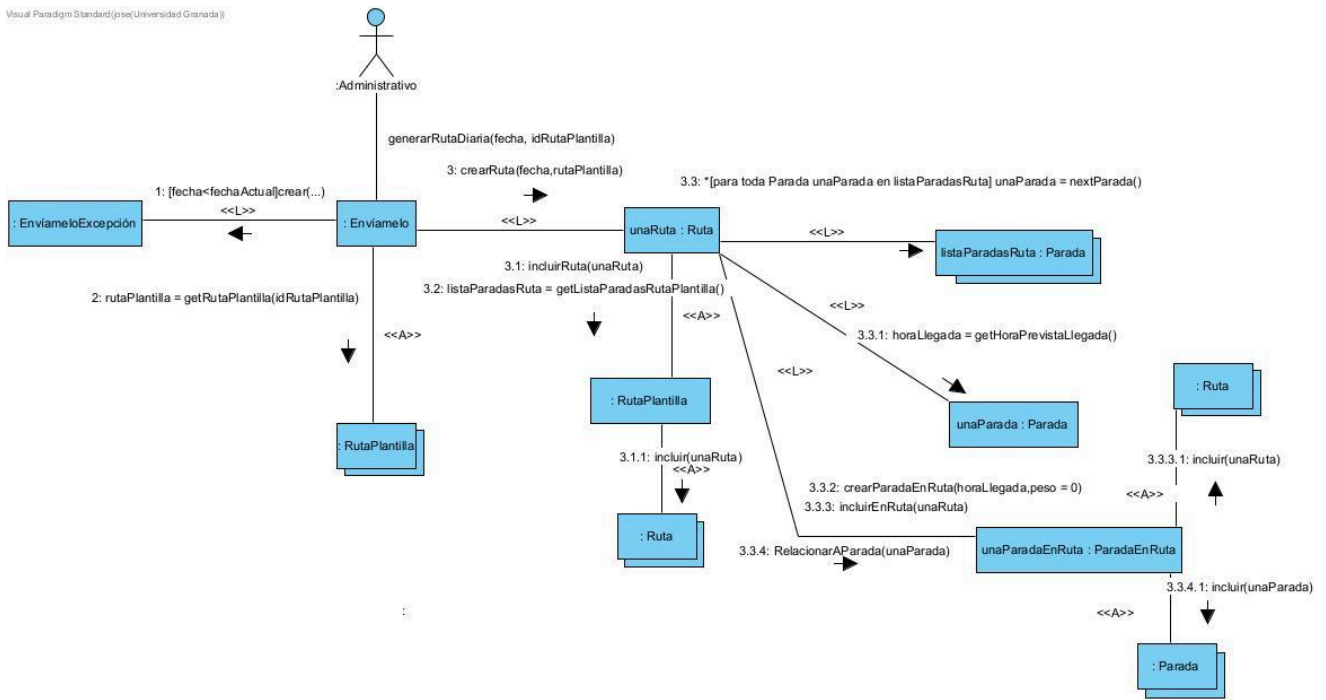 Visual Paradigm Standard(jose(Universidad Granada))
:Administrativo
generarRutaDiaria(fecha, idRutaPlantilla)
3: crearRuta(fecha,rutaPlantilla)
3.3: *[para toda Parada unaParada en listaParadasRuta] unaParada = nextParada()
1: [fecha<fechaActual]crear(...)
<<L>>
: EnvíameloExcepción
: Envíamelo
<<L>>
unaRuta : Ruta
<<L>>
listaParadasRuta : Parada
3.1: incluirRuta(unaRuta)
3.2: listaParadasRuta = getListaParadasRutaPlantilla()
2: rutaPlantilla = getRutaPlantilla(idRutaPlantilla)
<<A>>
<<A>>
<<L>>
3.3.1: horaLlegada = getHoraPrevistaLlegada()
<<L>>
: RutaPlantilla
: Ruta
unaParada : Parada
: RutaPlantilla
3.1.1: incluir(unaRuta)
<<A>>
3.3.3.1: incluir(unaRuta)
3.3.2: crearParadaEnRuta(horaLlegada,peso = 0)
<<A>>
3.3.3: incluirEnRuta(unaRuta)
: Ruta
3.3.4: RelacionarAParada(unaParada)
unaParadaEnRuta : ParadaEnRuta
3.3.4.1: incluir(unaParada)
<<A>>
:
: Parada